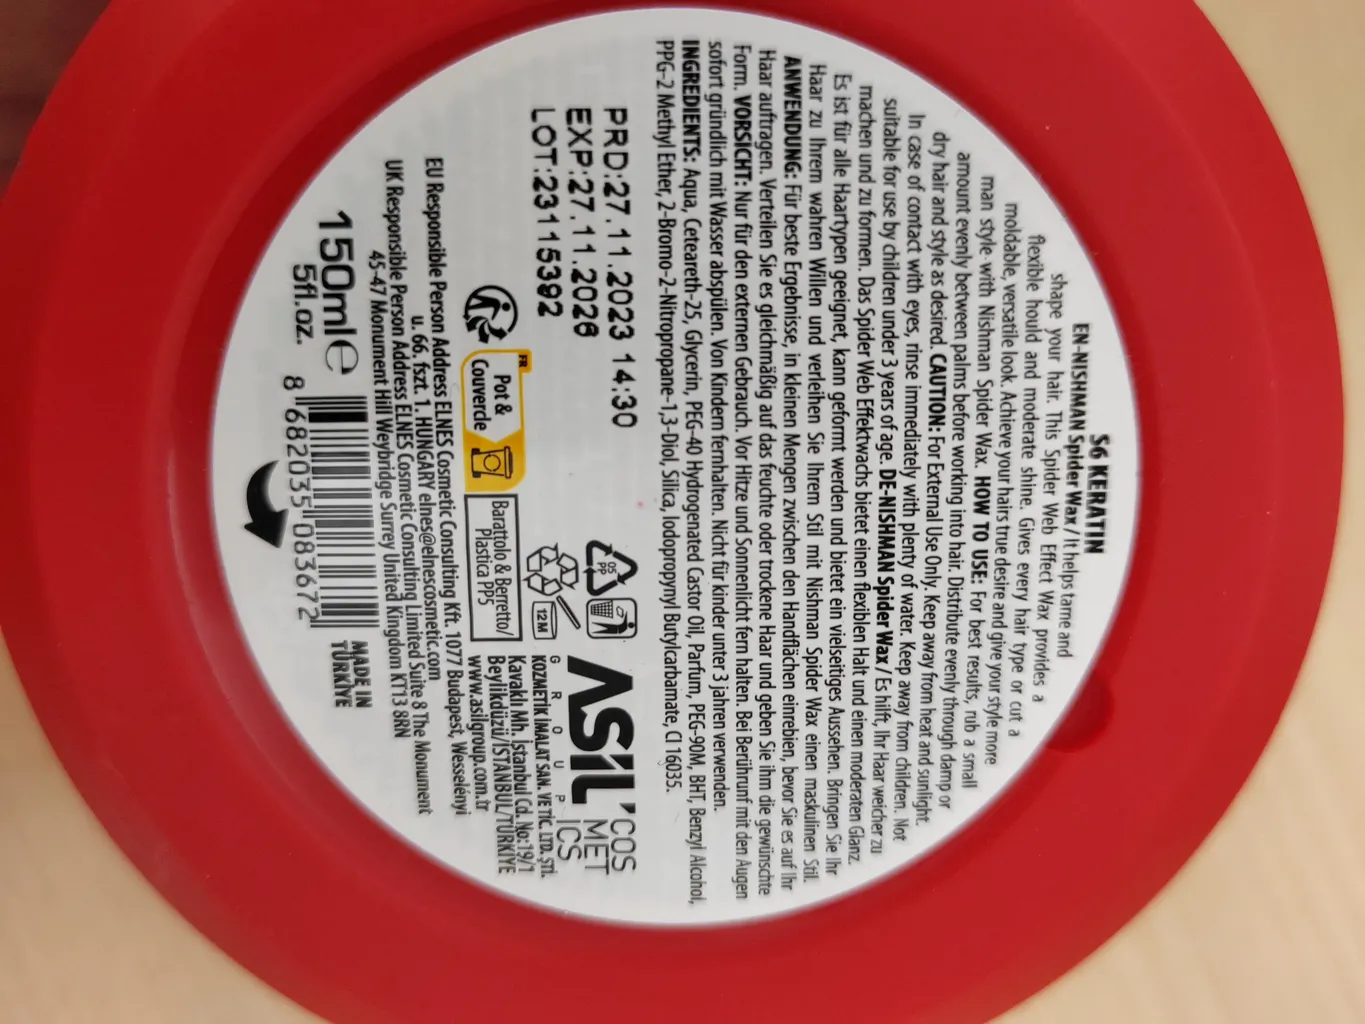 S6 KERATIN
EN-NISHMAN Spider Wax / It helps tame and
shape your hair. This Spider Web Effect Wax provides a
flexible hould and moderate shine. Gives every hair type or cut a
moldable, versatile look. Achieve your hairs true desire and give your style more
man style with Nishman Spider Wax. HOW TO USE: For best results, rub a small
amount evenly between palms before working into hair. Distribute evenly through damp or
dry hair and style as desired. CAUTION: For External Use Only. Keep away from heat and sunlight.
In case of contact with eyes, rinse immediately with plenty of water. Keep away from children. Not
suitable for use by children under 3 years of age. DE-NISHMAN Spider Wax / Es hilft, Ihr Haar weicher zu
machen und zu formen. Das Spider Web Effektwachs bietet einen flexiblen Halt und einen moderaten Glanz.
Es ist für alle Haartypen geeignet, kann geformt werden und bietet ein vielseitiges Aussehen. Bringen Sie Ihr
Haar zu Ihrem wahren Willen und verleihen Sie Ihrem Stil mit Nishman Spider Wax einen maskulinen Stil.
ANWENDUNG: Für beste Ergebnisse, in kleinen Mengen zwischen den Handflächen einreiben, bevor Sie es auf Ihr
Haar auftragen. Verteilen Sie es gleichmäßig auf das feuchte oder trockene Haar und geben Sie ihm die gewünschte
Form. VORSICHT: Nur für den externen Gebrauch. Vor Hitze und Sonnenlicht fern halten. Bei Berührunf mit den Augen
sofort gründlich mit Wasser abspülen. Von Kindern fernhalten. Nicht für kinder unter 3 jahren verwenden.
INGREDIENTS: Aqua, Ceteareth-25, Glycerin, PEG-40 Hydrogenated Castor Oil, Parfum, PEG-90M, BHT, Benzyl Alcohol,
PPG-2 Methyl Ether, 2-Bromo-2-Nitropropane-1,3-Diol, Silica, Iodopropynyl Butylcarbamate, CI 16035.
PRD:27.11.2023 14:30
EXP:27.11.2026
LOT:23115392
05
PP
12M
FR
Pot &
Couvercle
Barattolo & Berretto/
Plastica PP5
ASIL'COS
MET
ICS
GROUP
KOZMETİK İMALAT SAN. VE TİC. LTD. ŞTİ.
Kavaklı Mh. İstanbul Cd. No:19/1
Beylikdüzü/İSTANBUL/TÜRKİYE
www.asilgroup.com.tr
EU Responsible Person Address ELNES Cosmetic Consulting Kft. 1077 Budapest, Wesselényi
u. 66. fszt. 1. HUNGARY elnes@elnescosmetic.com
UK Responsible Person Address ELNES Cosmetic Consulting Limited Suite 8 The Monument
45-47 Monument Hill Weybridge Surrey United Kingdom KT13 8RN
150ml e
5fl.oz.
8 682035 083672
MADE IN
TÜRKİYE